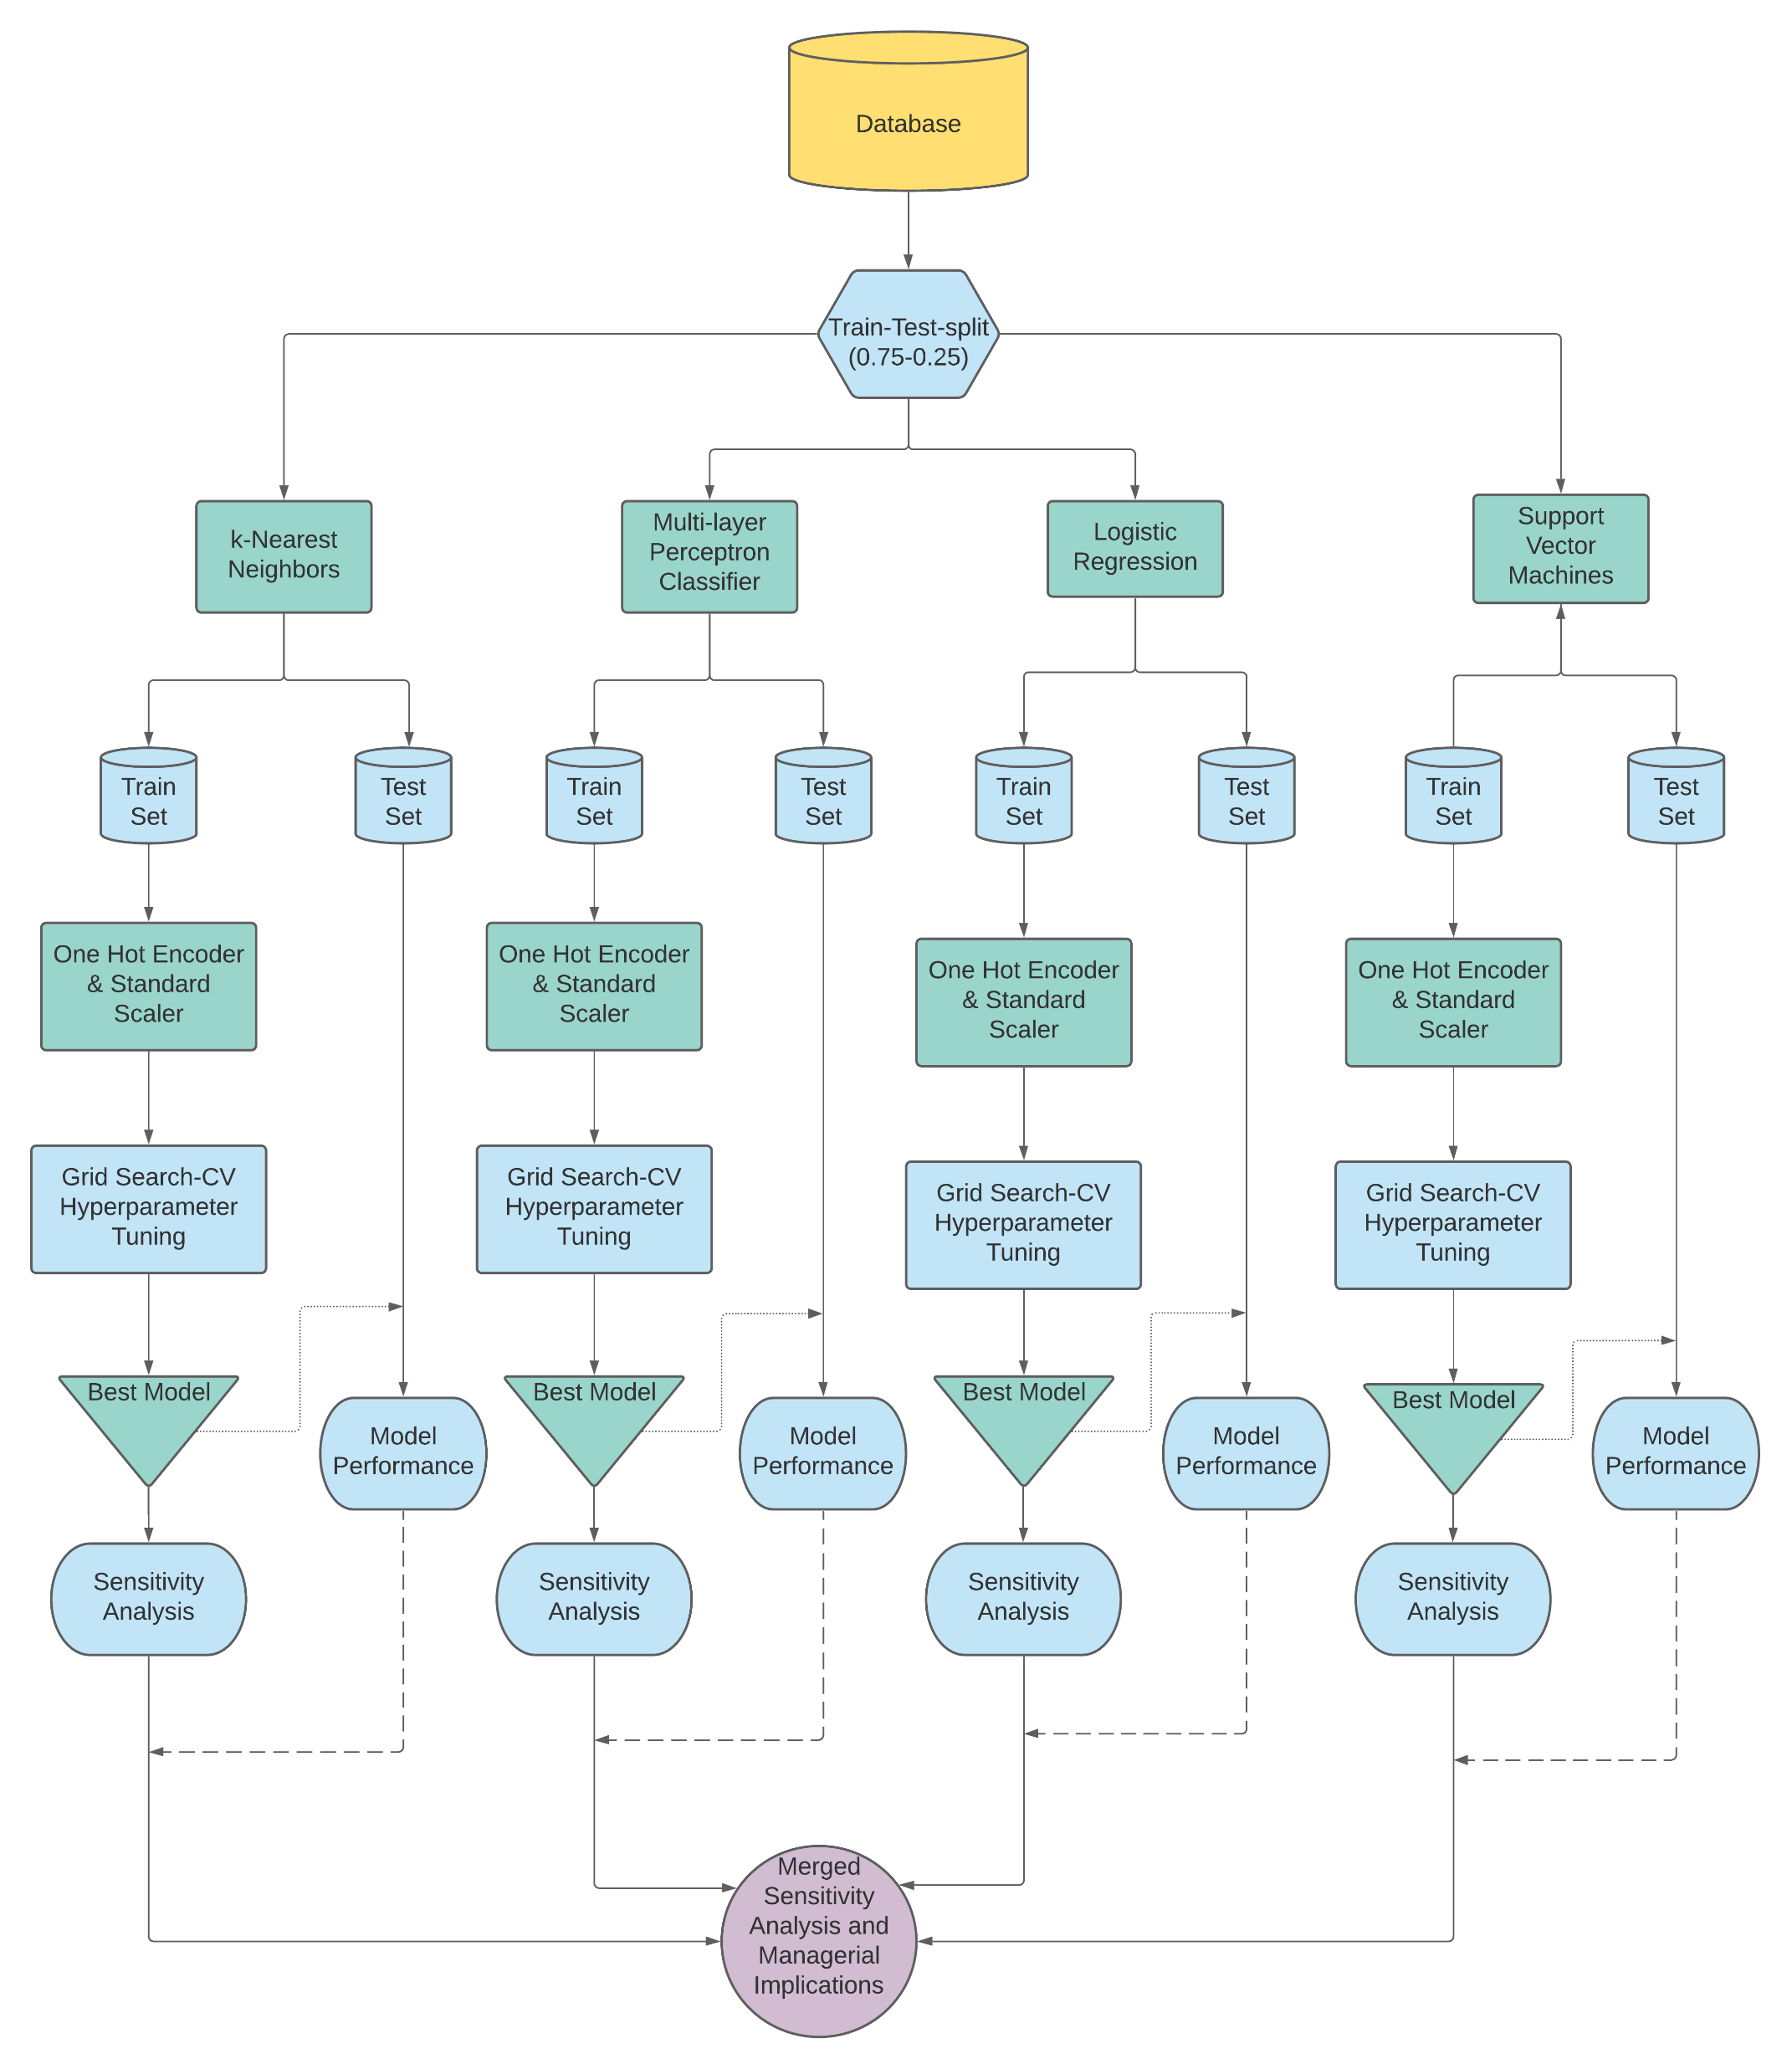 Database
Train-Test-split
(0.75-0.25)
k-Nearest
Neighbors
Multi-layer
Perceptron
Classifier
Logistic
Regression
Support
Vector
Machines
Train
Set
Test
Set
Train
Set
Test
Set
Train
Set
Test
Set
Train
Set
Test
Set
One Hot Encoder
& Standard
Scaler
One Hot Encoder
& Standard
Scaler
One Hot Encoder
& Standard
Scaler
One Hot Encoder
& Standard
Scaler
Grid Search-CV
Hyperparameter
Tuning
Grid Search-CV
Hyperparameter
Tuning
Grid Search-CV
Hyperparameter
Tuning
Grid Search-CV
Hyperparameter
Tuning
Best Model
Model
Performance
Best Model
Model
Performance
Best Model
Model
Performance
Best Model
Model
Performance
Sensitivity
Analysis
Sensitivity
Analysis
Sensitivity
Analysis
Sensitivity
Analysis
Merged
Sensitivity
Analysis and
Managerial
Implications